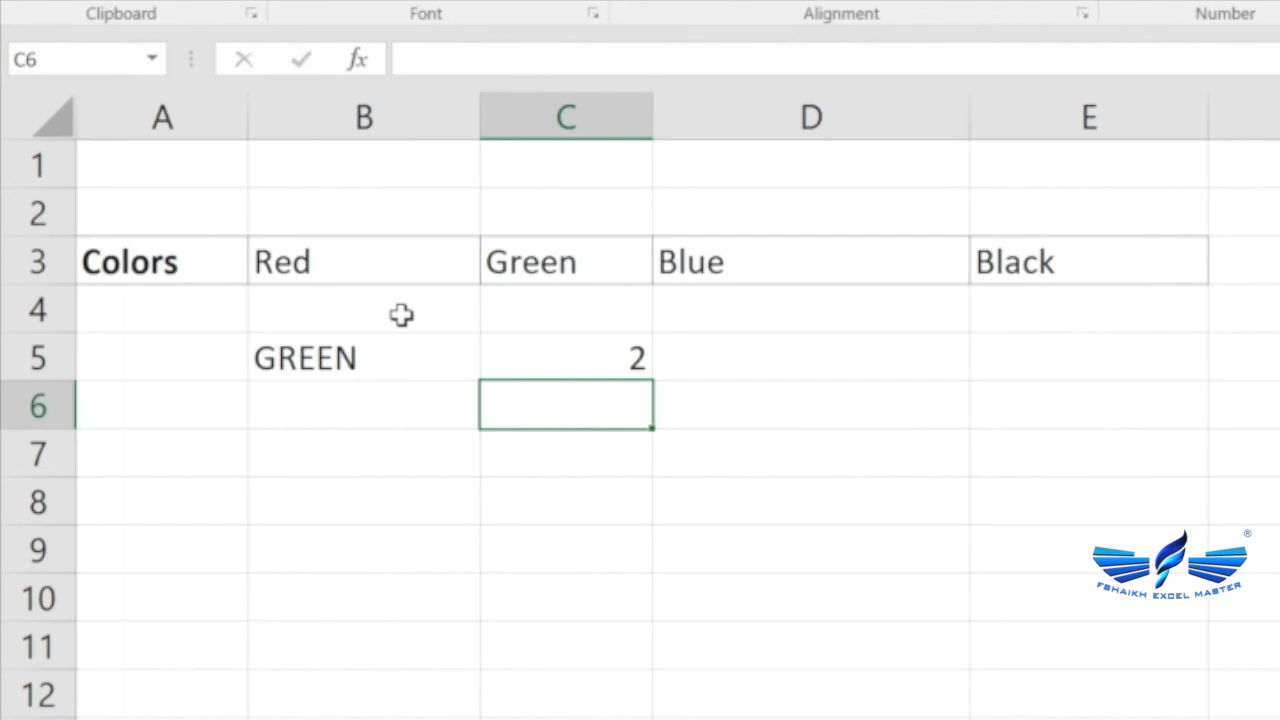 Clipboard Font Alignment Number
C6 fx
A B C D E
1
2
3 Colors Red Green Blue Black
4
5 GREEN 2
6
7
8
9
10
11
12
®
FSHAIKH EXCEL MASTER